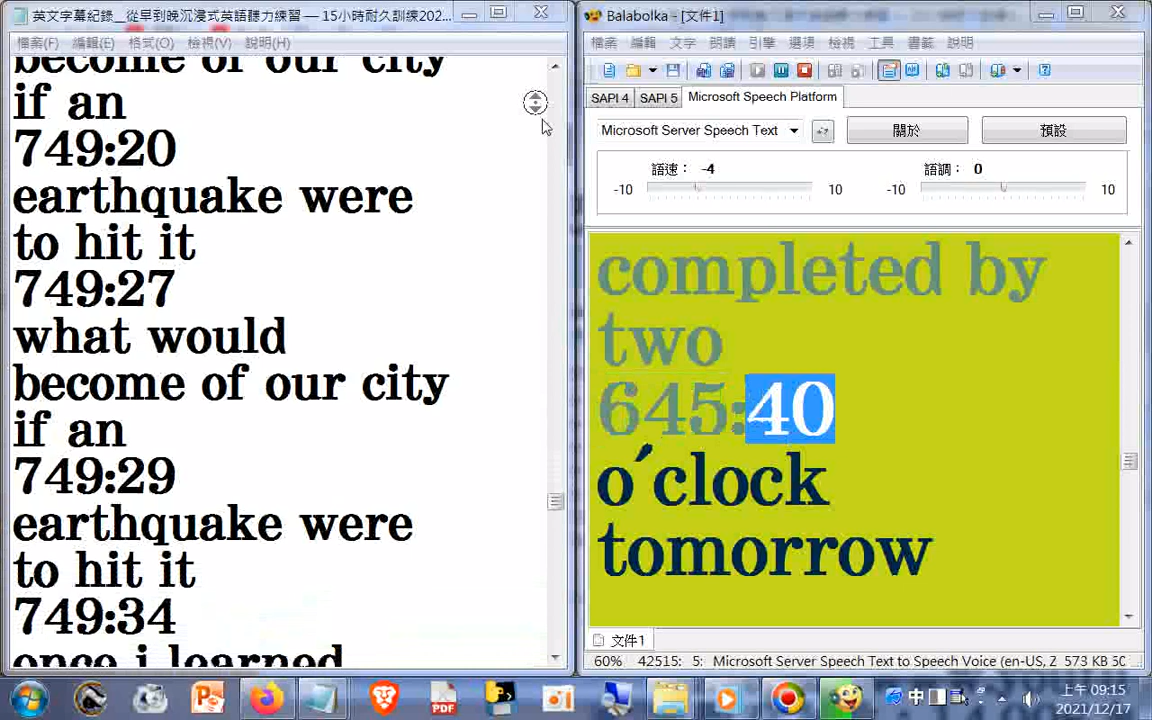 英文字幕紀錄__從早到晚沉浸式英語聽力練習 — 15小時耐久訓練202...
檔案(F) 編輯(E) 格式(O) 檢視(V) 說明(H)
become of our city
if an
749:20
earthquake were
to hit it
749:27
what would
become of our city
if an
749:29
earthquake were
to hit it
749:34
once i learned
Balabolka - [文件1]
檔案 編輯 文字 朗讀 引擎 選項 檢視 工具 書籤 說明
SAPI 4 SAPI 5 Microsoft Speech Platform
Microsoft Server Speech Text 關於 預設
語速： -4 語調： 0
-10 10 -10 10
completed by
two
645:40
o´clock
tomorrow
文件1
60% 42515: 5: Microsoft Server Speech Text to Speech Voice (en-US, Z 573 KB
PDF 中 上午 09:15
2021/12/17